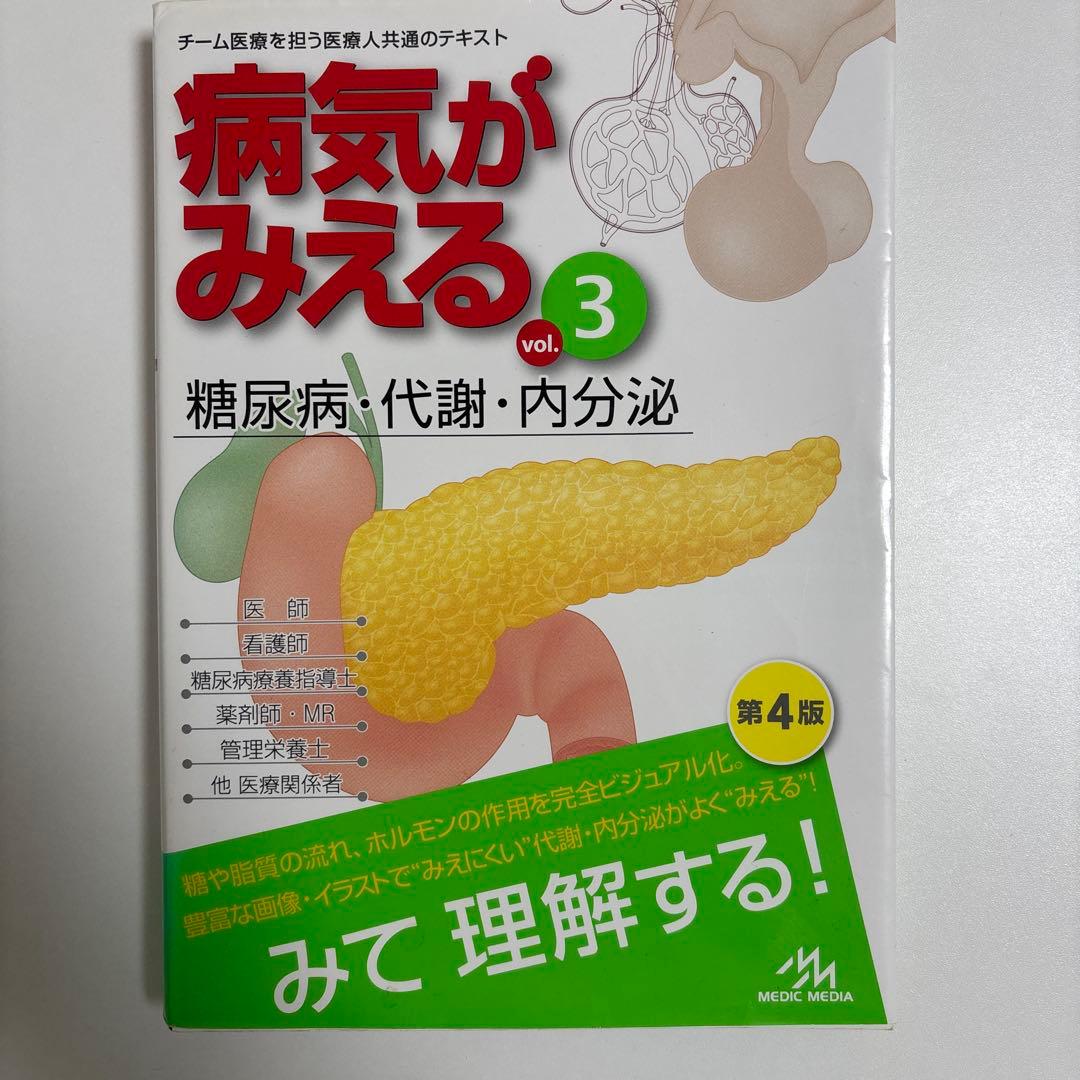 チーム医療を担う医療人共通のテキスト
病気が
みえる
vol. 3
糖尿病・代謝・内分泌
医 師
看護師
糖尿病療養指導士
薬剤師・MR
管理栄養士
他 医療関係者
第4版
糖や脂質の流れ、ホルモンの作用を完全ビジュアル化。
豊富な画像・イラストで"みえにくい"代謝・内分泌がよく"みえる"!
みて 理解する!
MEDIC MEDIA